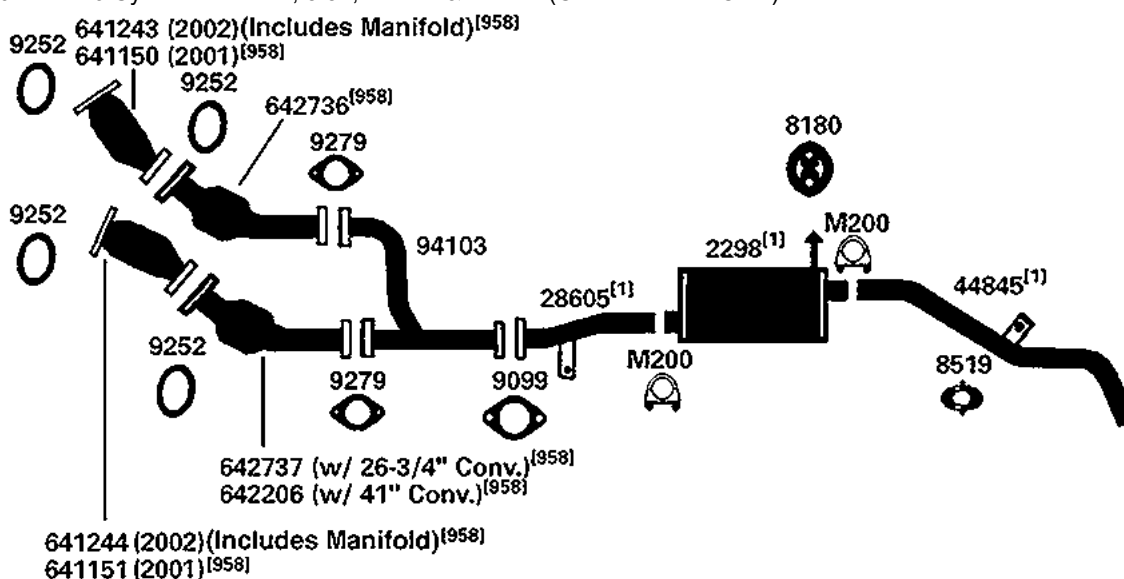 641243 (2002)(Includes Manifold)[958]
9252
641150 (2001)[958]
9252
642736[958]
9279
8180
9252
94103
M200
2298[1]
28605[1]
44845[1]
9252
M200
8519
9279
9099
642737 (w/ 26-3/4" Conv.)[958]
642206 (w/ 41" Conv.)[958]
641244 (2002)(Includes Manifold)[958]
641151 (2001)[958]